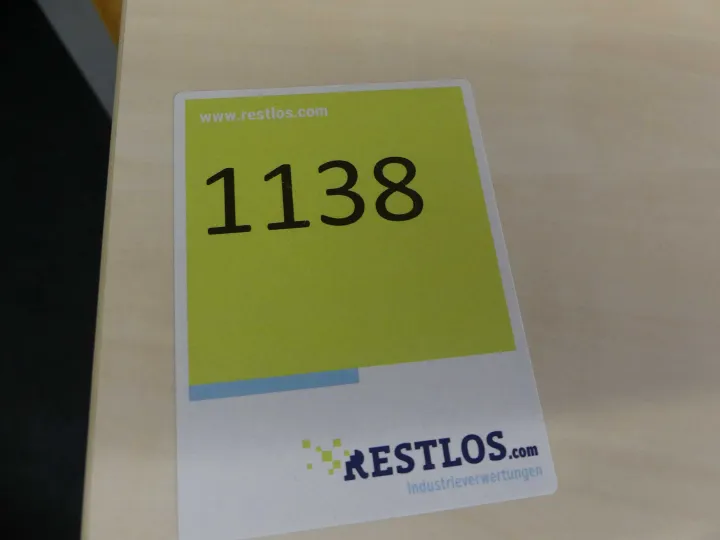 www.restlos.com
1138
RESTLOS.com
Industrieverwertungen